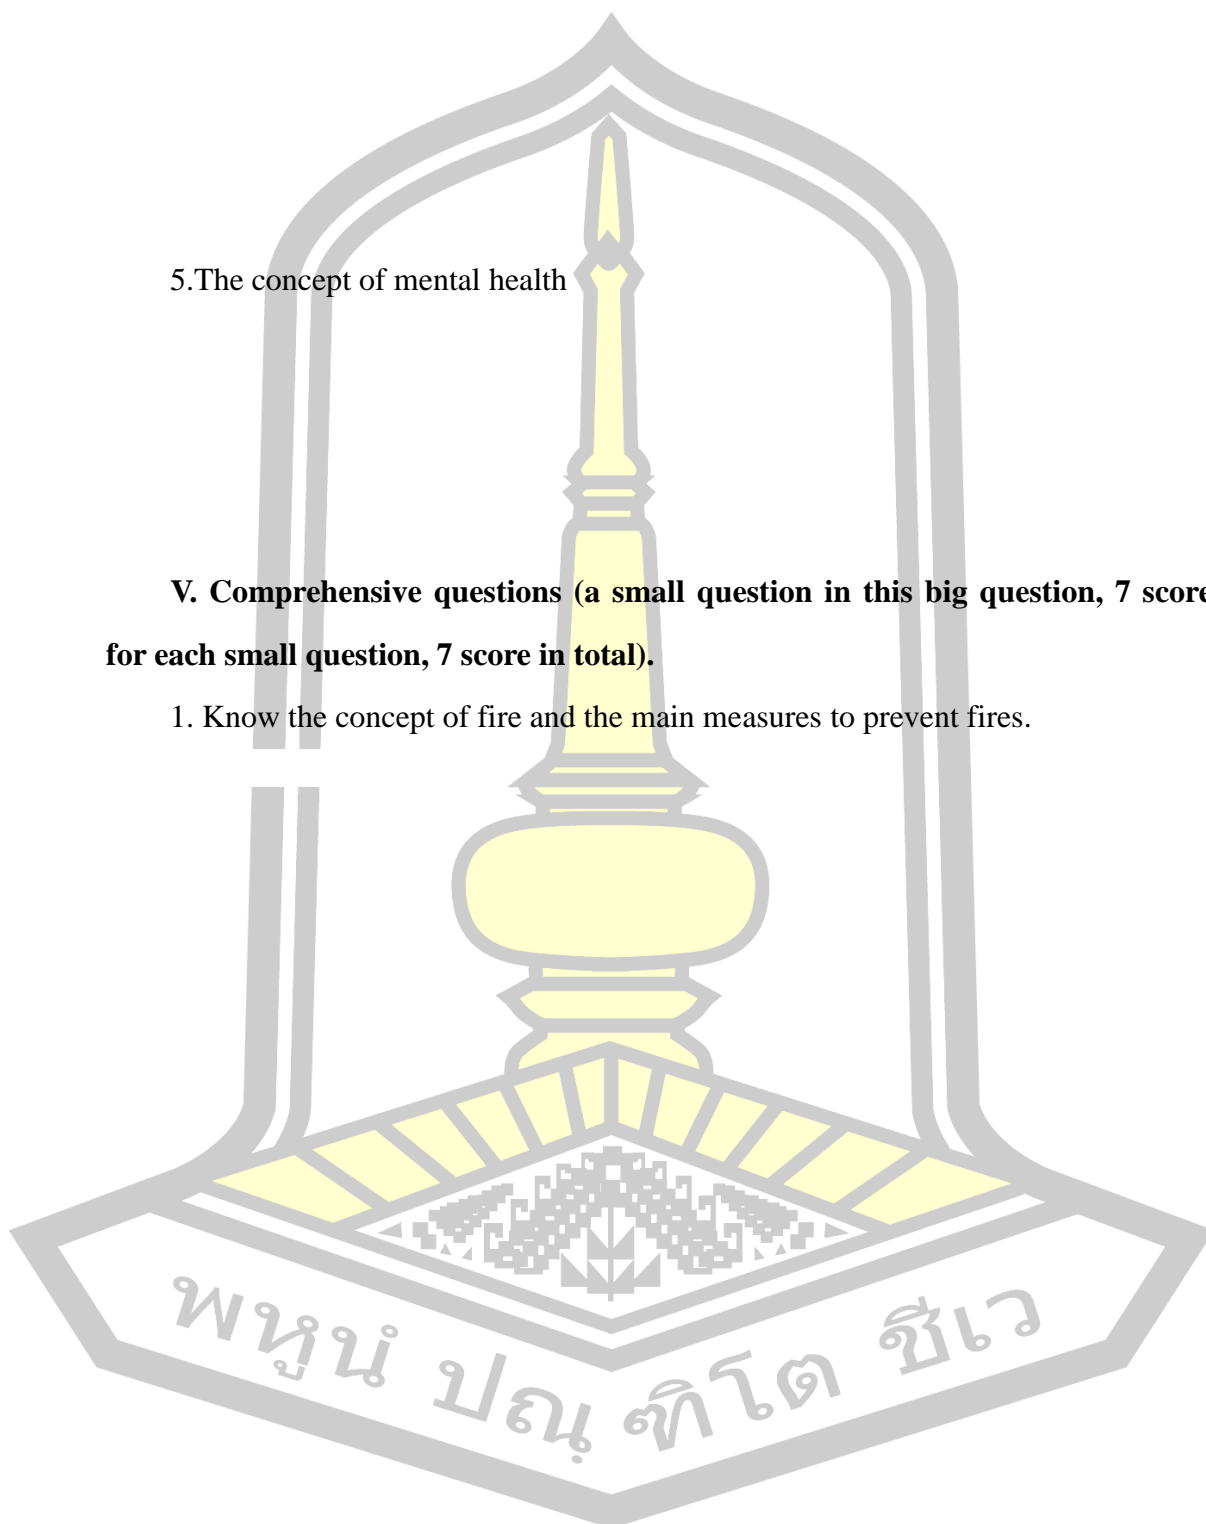 5.The concept of mental health
V. Comprehensive questions (a small question in this big question, 7 score
for each small question, 7 score in total).
1. Know the concept of fire and the main measures to prevent fires.
พหูนํ ปณฺฑิโต ชีเว